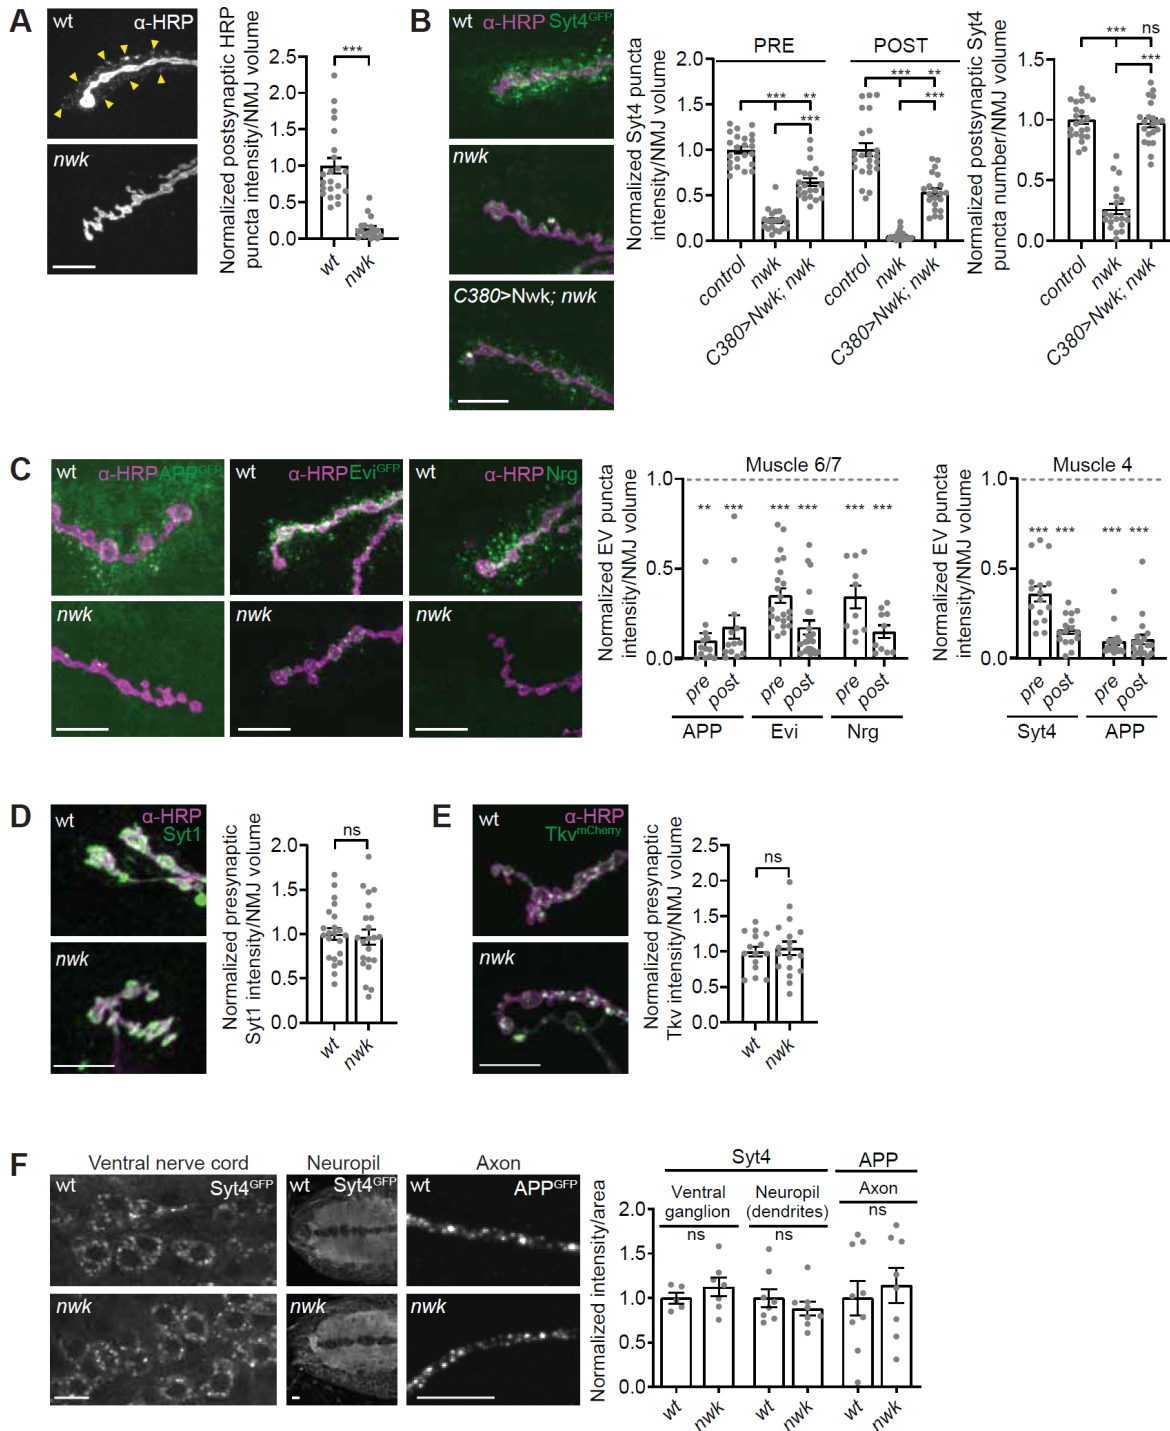 A
wt
α-HRP
nwk
Normalized postsynaptic HRP
puncta intensity/NMJ volume
2.5
2.0
1.5
1.0
0.5
0.0
***
wt
nwk
B
wt α-HRP Syt4GFP
nwk
C380>Nwk; nwk
Normalized Syt4 puncta
intensity/NMJ volume
PRE
POST
2.0
1.5
1.0
0.5
0.0
*** **
***
*** **
***
control
nwk
C380>Nwk; nwk
control
nwk
C380>Nwk; nwk
Normalized postsynaptic Syt4
puncta number/NMJ volume
1.5
1.0
0.5
0.0
*** ns
***
control
nwk
C380>Nwk; nwk
C
wt
α-HRP APPGFP
nwk
wt
α-HRP EviGFP
nwk
wt
α-HRP Nrg
nwk
Normalized EV puncta
intensity/NMJ volume
Muscle 6/7
1.0
0.5
0.0
** *** *** *** *** ***
pre post pre post pre post
APP Evi Nrg
Normalized EV puncta
intensity/NMJ volume
Muscle 4
1.0
0.5
0.0
*** *** *** ***
pre post pre post
Syt4 APP
D
wt
α-HRP
Syt1
nwk
Normalized presynaptic
Syt1 intensity/NMJ volume
2.0
1.5
1.0
0.5
0.0
ns
wt
nwk
E
wt
α-HRP
TkvmCherry
nwk
Normalized presynaptic
Tkv intensity/NMJ volume
2.5
2.0
1.5
1.0
0.5
0.0
ns
wt
nwk
F
Ventral nerve cord
wt
Syt4GFP
nwk
Neuropil
wt
Syt4GFP
nwk
Axon
wt
APPGFP
nwk
Normalized intensity/area
Syt4 APP
Ventral
ganglion
Neuropil
(dendrites)
Axon
ns ns ns
2.0
1.5
1.0
0.5
0.0
wt nwk wt nwk wt nwk